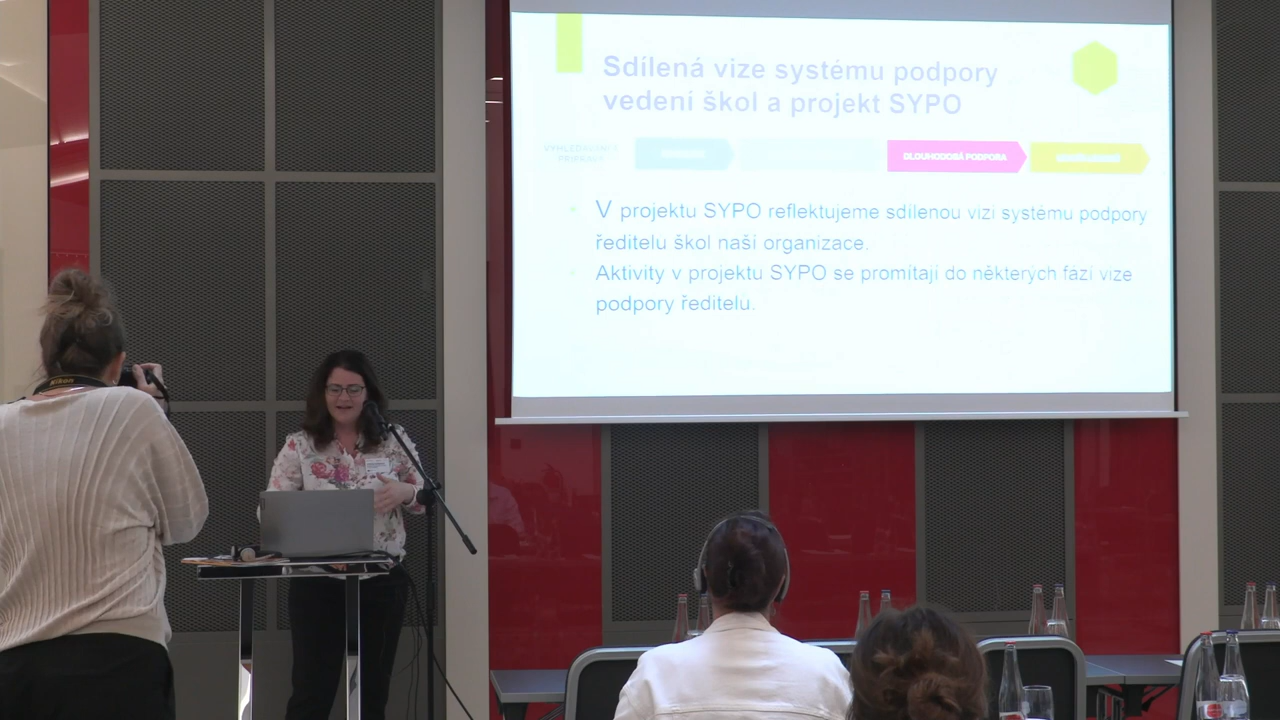 Sdílená vize systému podpory
vedení škol a projekt SYPO
DLOUHODOBÁ PODPORA
V projektu SYPO reflektujeme sdílenou vizi systému podpory
ředitelů škol naší organizace.
Aktivity v projektu SYPO se promítají do některých fází vize
podpory ředitelů.
Nikon